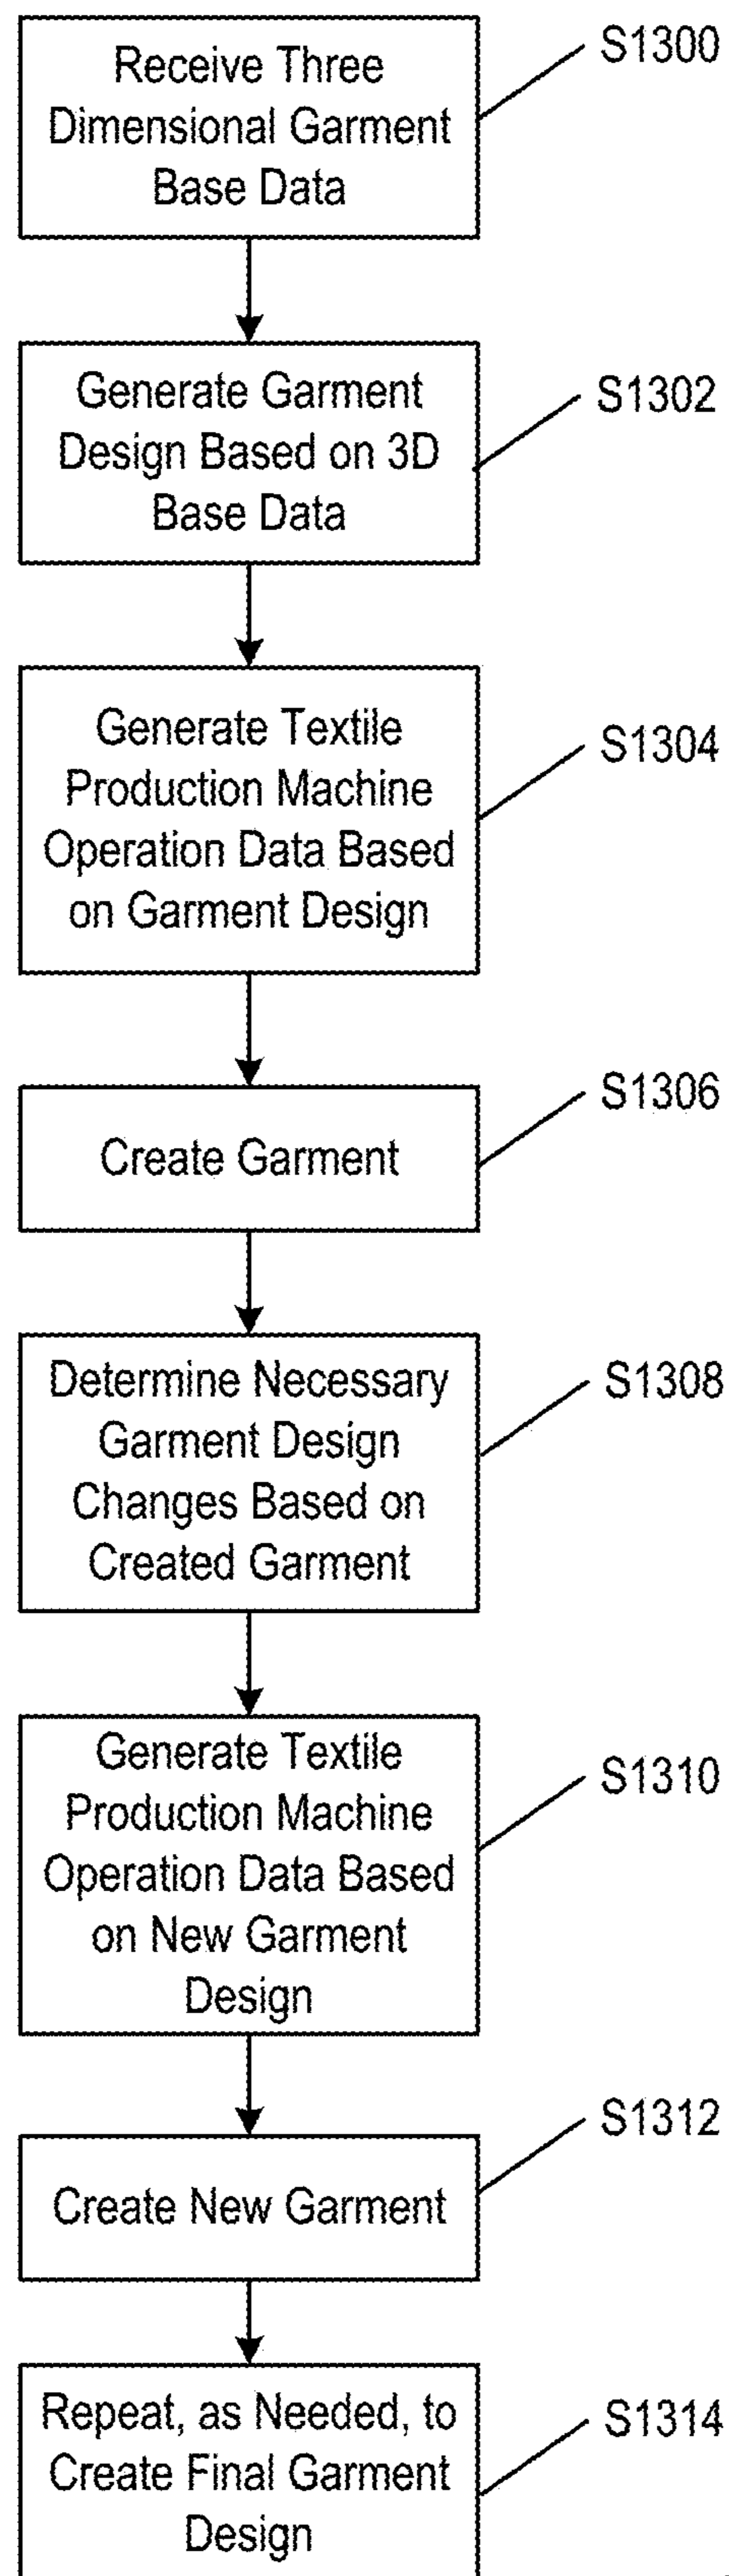 Receive Three
Dimensional Garment
Base Data
S1300
Generate Garment
Design Based on 3D
Base Data
S1302
Generate Textile
Production Machine
Operation Data Based
on Garment Design
S1304
Create Garment
S1306
Determine Necessary
Garment Design
Changes Based on
Created Garment
S1308
Generate Textile
Production Machine
Operation Data Based
on New Garment
Design
S1310
Create New Garment
S1312
Repeat, as Needed, to
Create Final Garment
Design
S1314